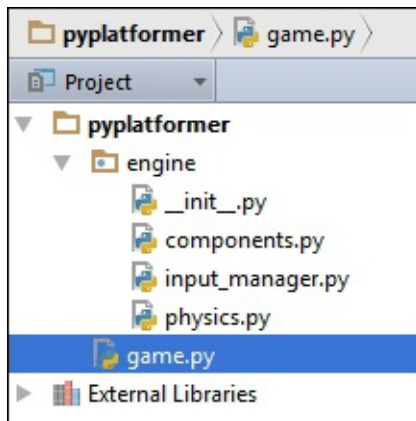 pyplatformer game.py
Project
pyplatformer
engine
__init__.py
components.py
input_manager.py
physics.py
game.py
External Libraries